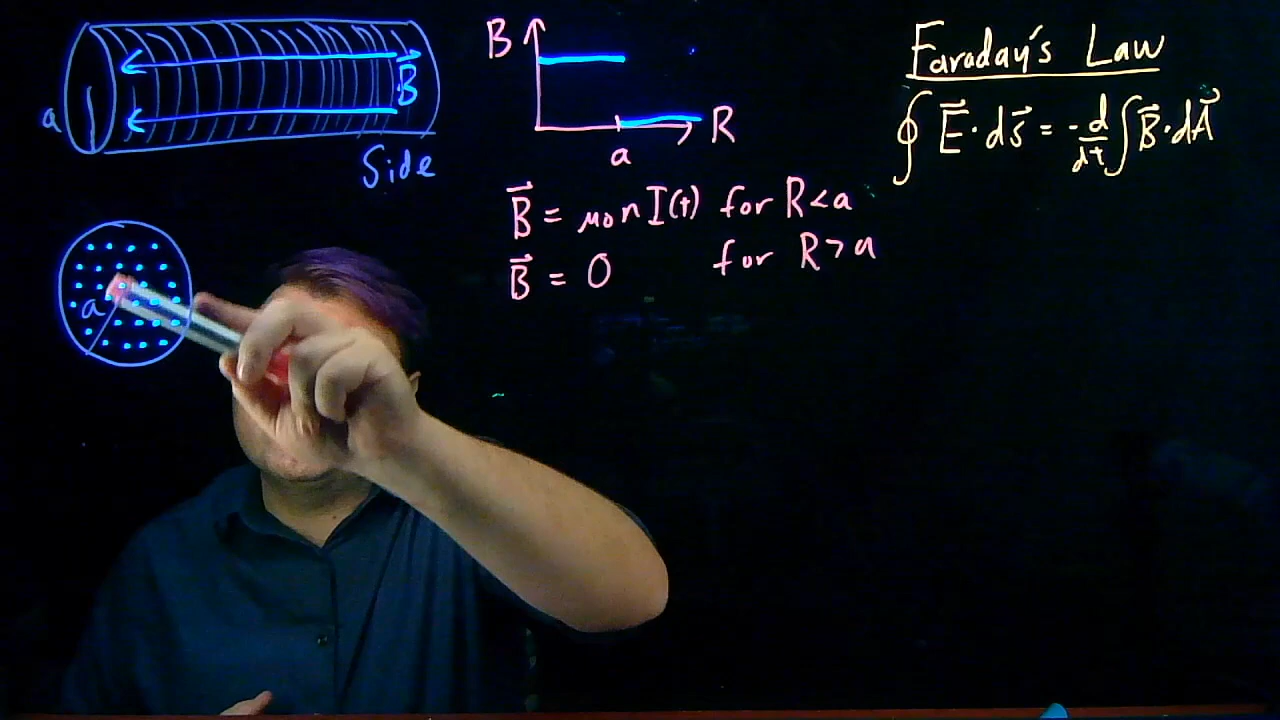 a
B
Side
a
B
R
a
B⃗ = μ₀nI(t) for R<a
B⃗ = 0 for R>a
Faraday's Law
∮ E⃗ · ds⃗ = -d/dt ∫ B⃗ · dA⃗